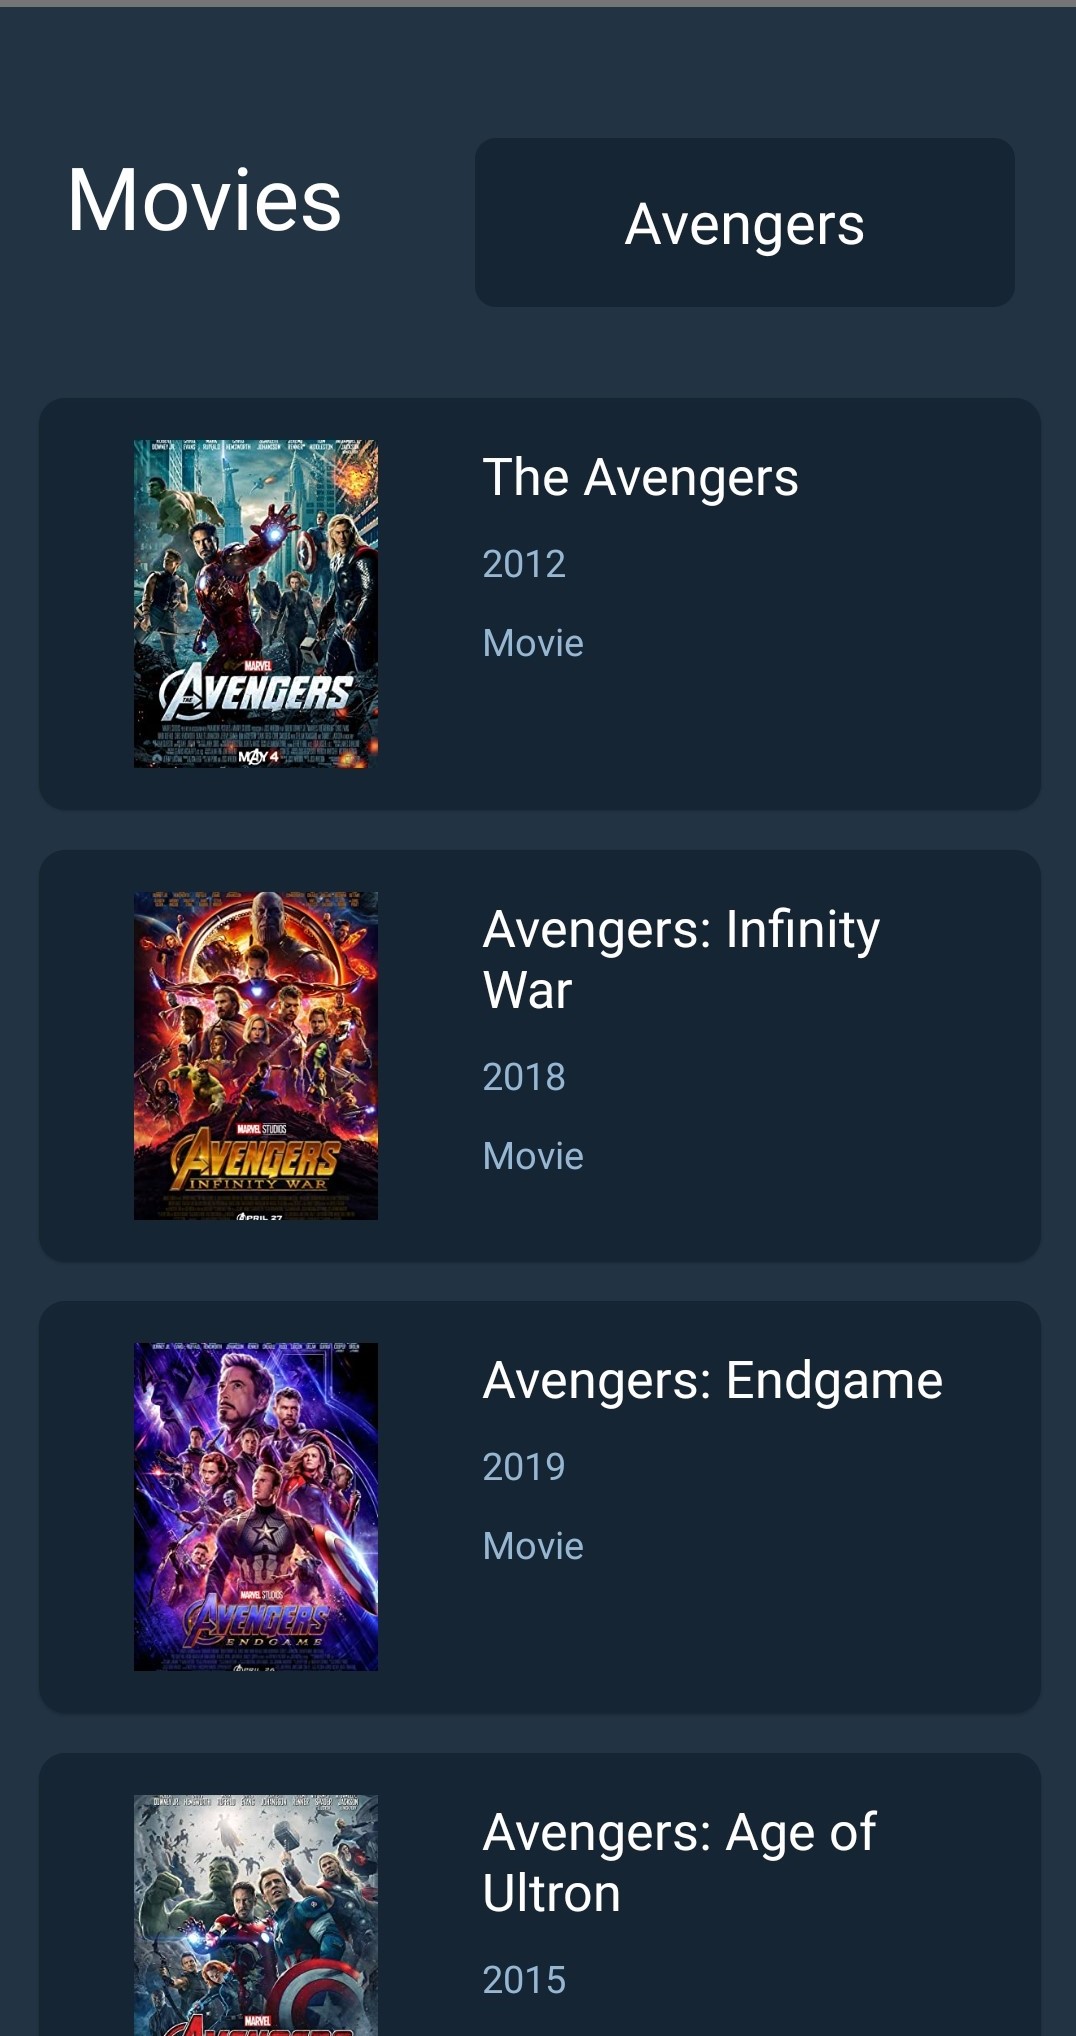 Movies
Avengers
The Avengers
2012
Movie
MARVEL
AVENGERS
MAY 4
Avengers: Infinity
War
2018
Movie
MARVEL STUDIOS
AVENGERS
INFINITY WAR
APRIL 27
Avengers: Endgame
2019
Movie
MARVEL STUDIOS
AVENGERS
ENDGAME
Avengers: Age of
Ultron
2015
MARVEL
AVENGERS